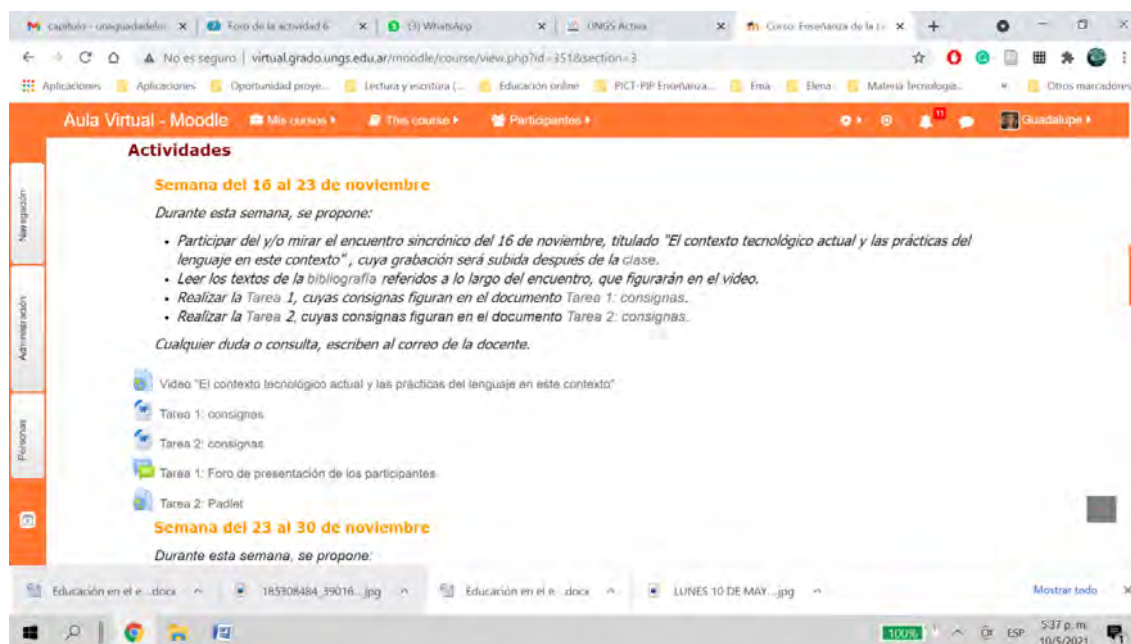 capitulo - unaguadadelo
Foro de la actividad 6
(3) WhatsApp
UNGS Activa
Curso: Enseñanza de la
No es seguro | virtual.grado.ungs.edu.ar/moodle/course/view.php?id=351&section=3
Aplicaciones
Aplicaciones
Oportunidad proye...
Lectura y escritura (...
Educación online
PICT-PIP Enseñanza...
Ema
Elena
Materia Tecnología...
»
Otros marcadores
Aula Virtual - Moodle
Mis cursos
This course
Participantes
11
Guadalupe
Navegación
Administración
Personas
Actividades
Semana del 16 al 23 de noviembre
Durante esta semana, se propone:
• Participar del y/o mirar el encuentro sincrónico del 16 de noviembre, titulado "El contexto tecnológico actual y las prácticas del
lenguaje en este contexto" , cuya grabación será subida después de la clase.
• Leer los textos de la bibliografía referidos a lo largo del encuentro, que figurarán en el video.
• Realizar la Tarea 1, cuyas consignas figuran en el documento Tarea 1: consignas.
• Realizar la Tarea 2, cuyas consignas figuran en el documento Tarea 2: consignas.
Cualquier duda o consulta, escriben al correo de la docente.
Video "El contexto tecnológico actual y las prácticas del lenguaje en este contexto"
Tarea 1: consignas
Tarea 2: consignas
Tarea 1: Foro de presentación de los participantes
Tarea 2: Padlet
Semana del 23 al 30 de noviembre
Durante esta semana, se propone:
Educación en el e...docx
185308484_39016...jpg
Educación en el e...docx
LUNES 10 DE MAY...jpg
Mostrar todo
100%
ESP
5:37 p. m.
10/5/2021